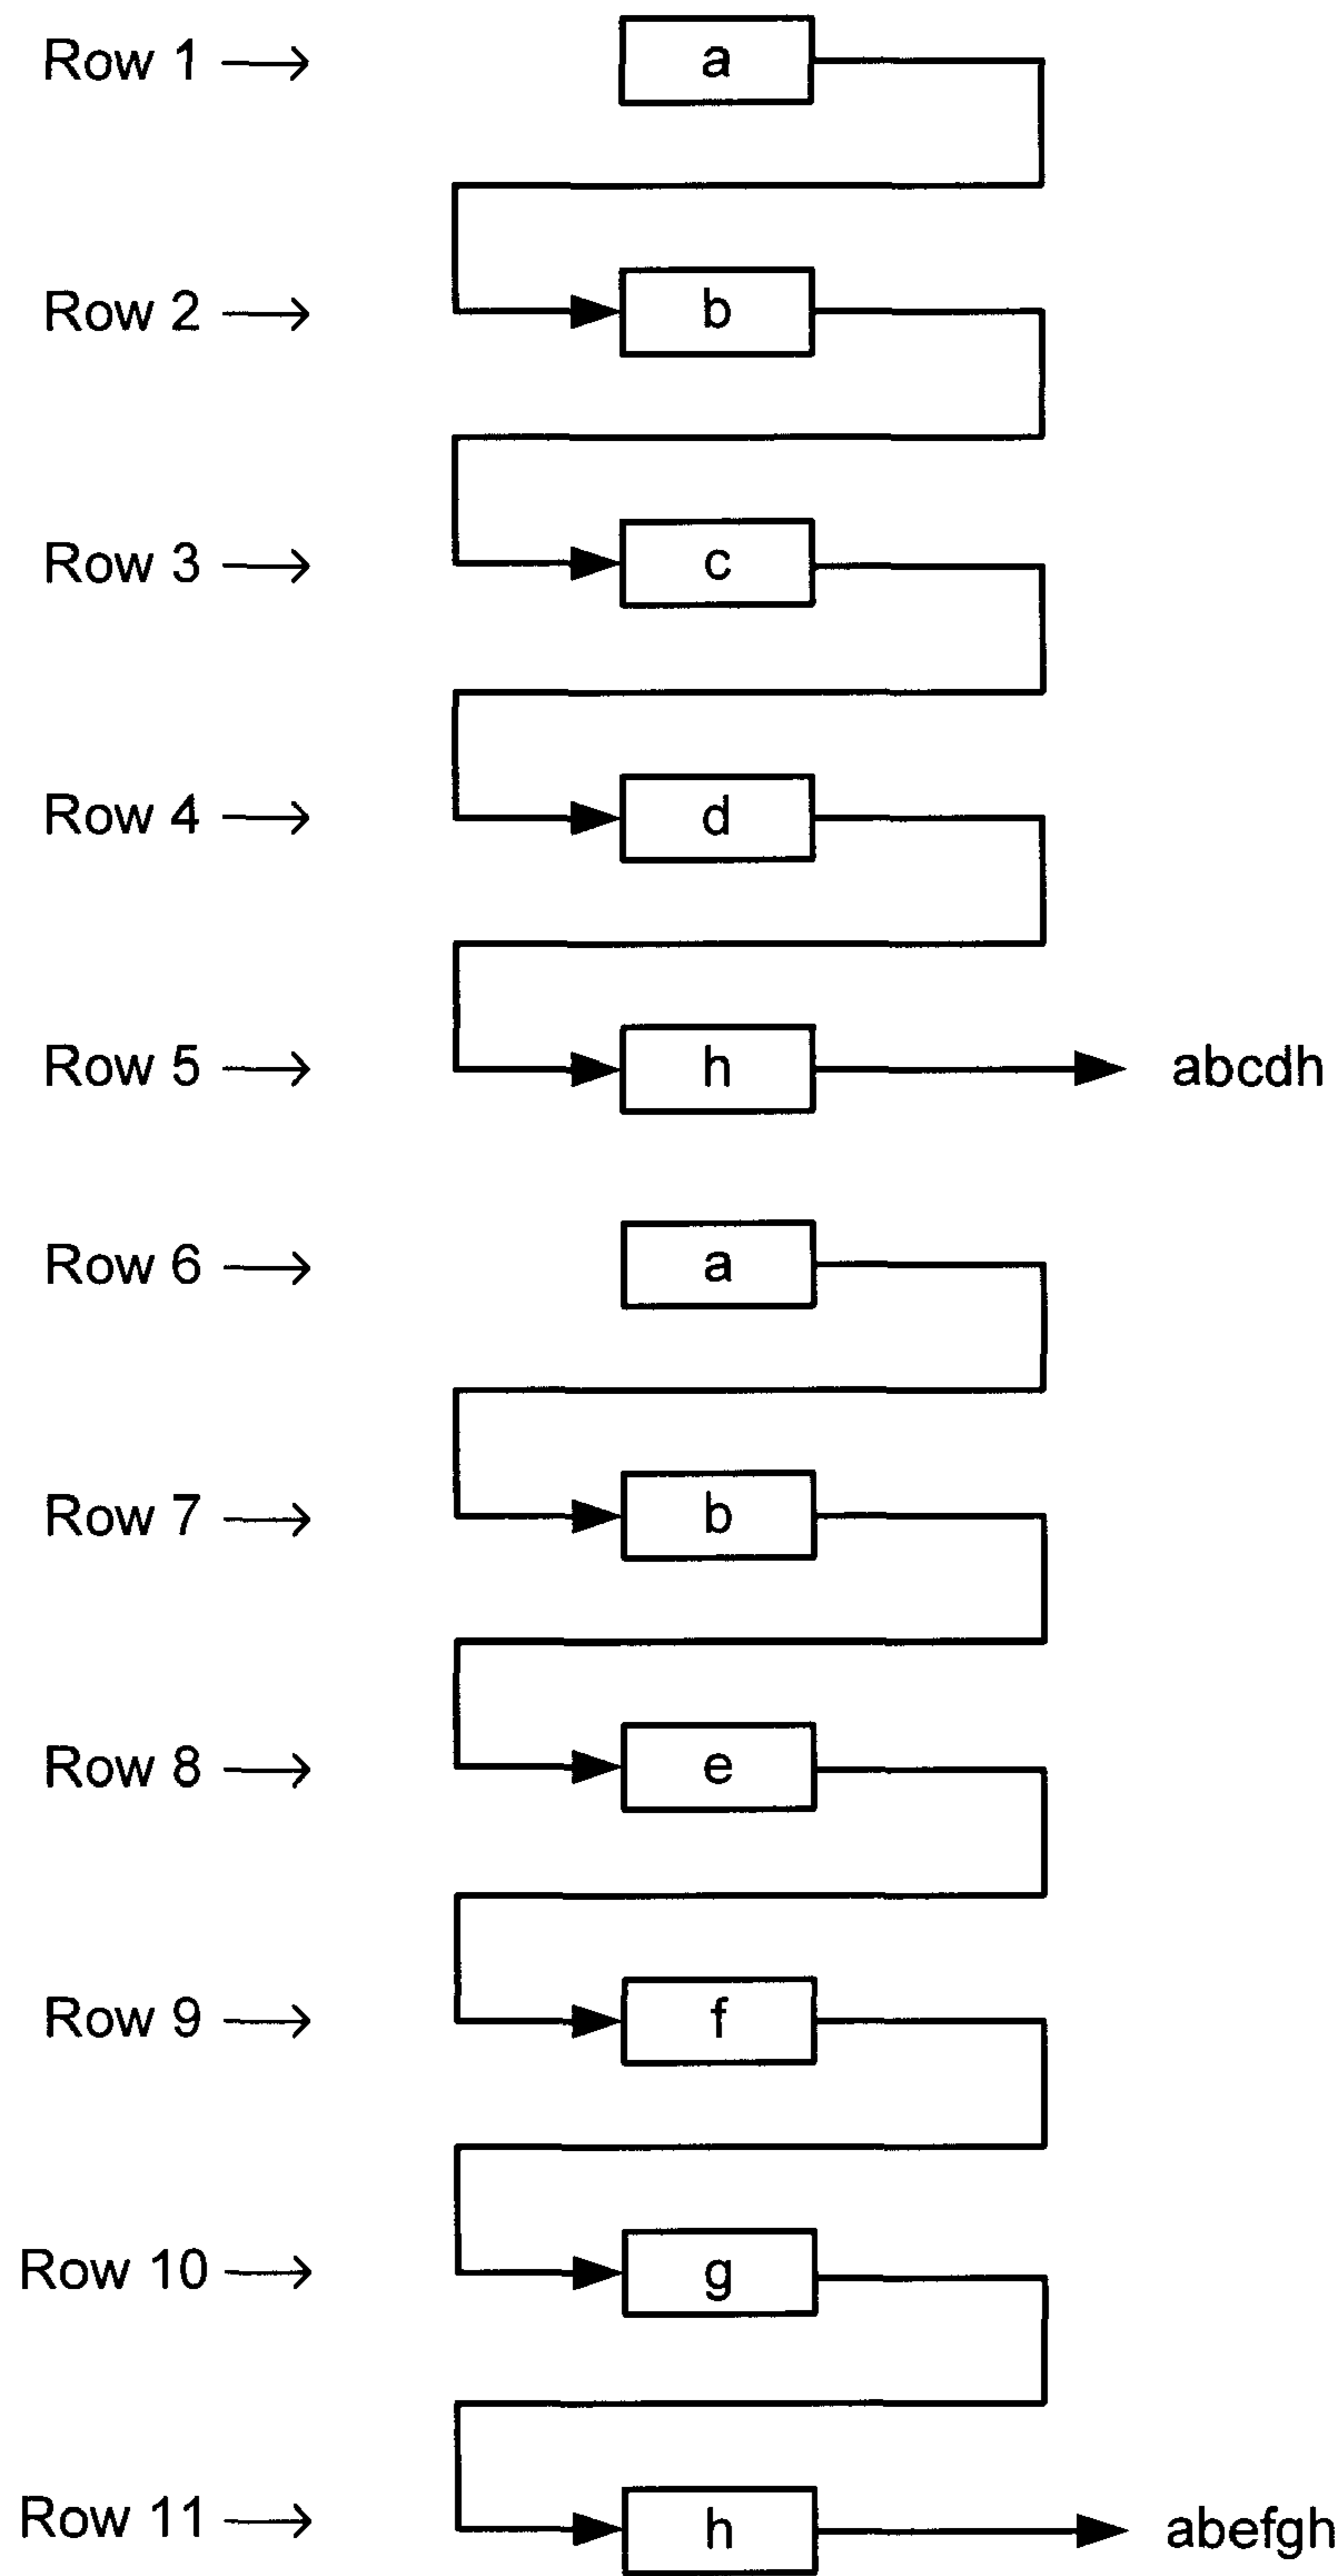 Row 1 → a
Row 2 → b
Row 3 → c
Row 4 → d
Row 5 → h abcdh
Row 6 → a
Row 7 → b
Row 8 → e
Row 9 → f
Row 10 → g
Row 11 → h abefgh